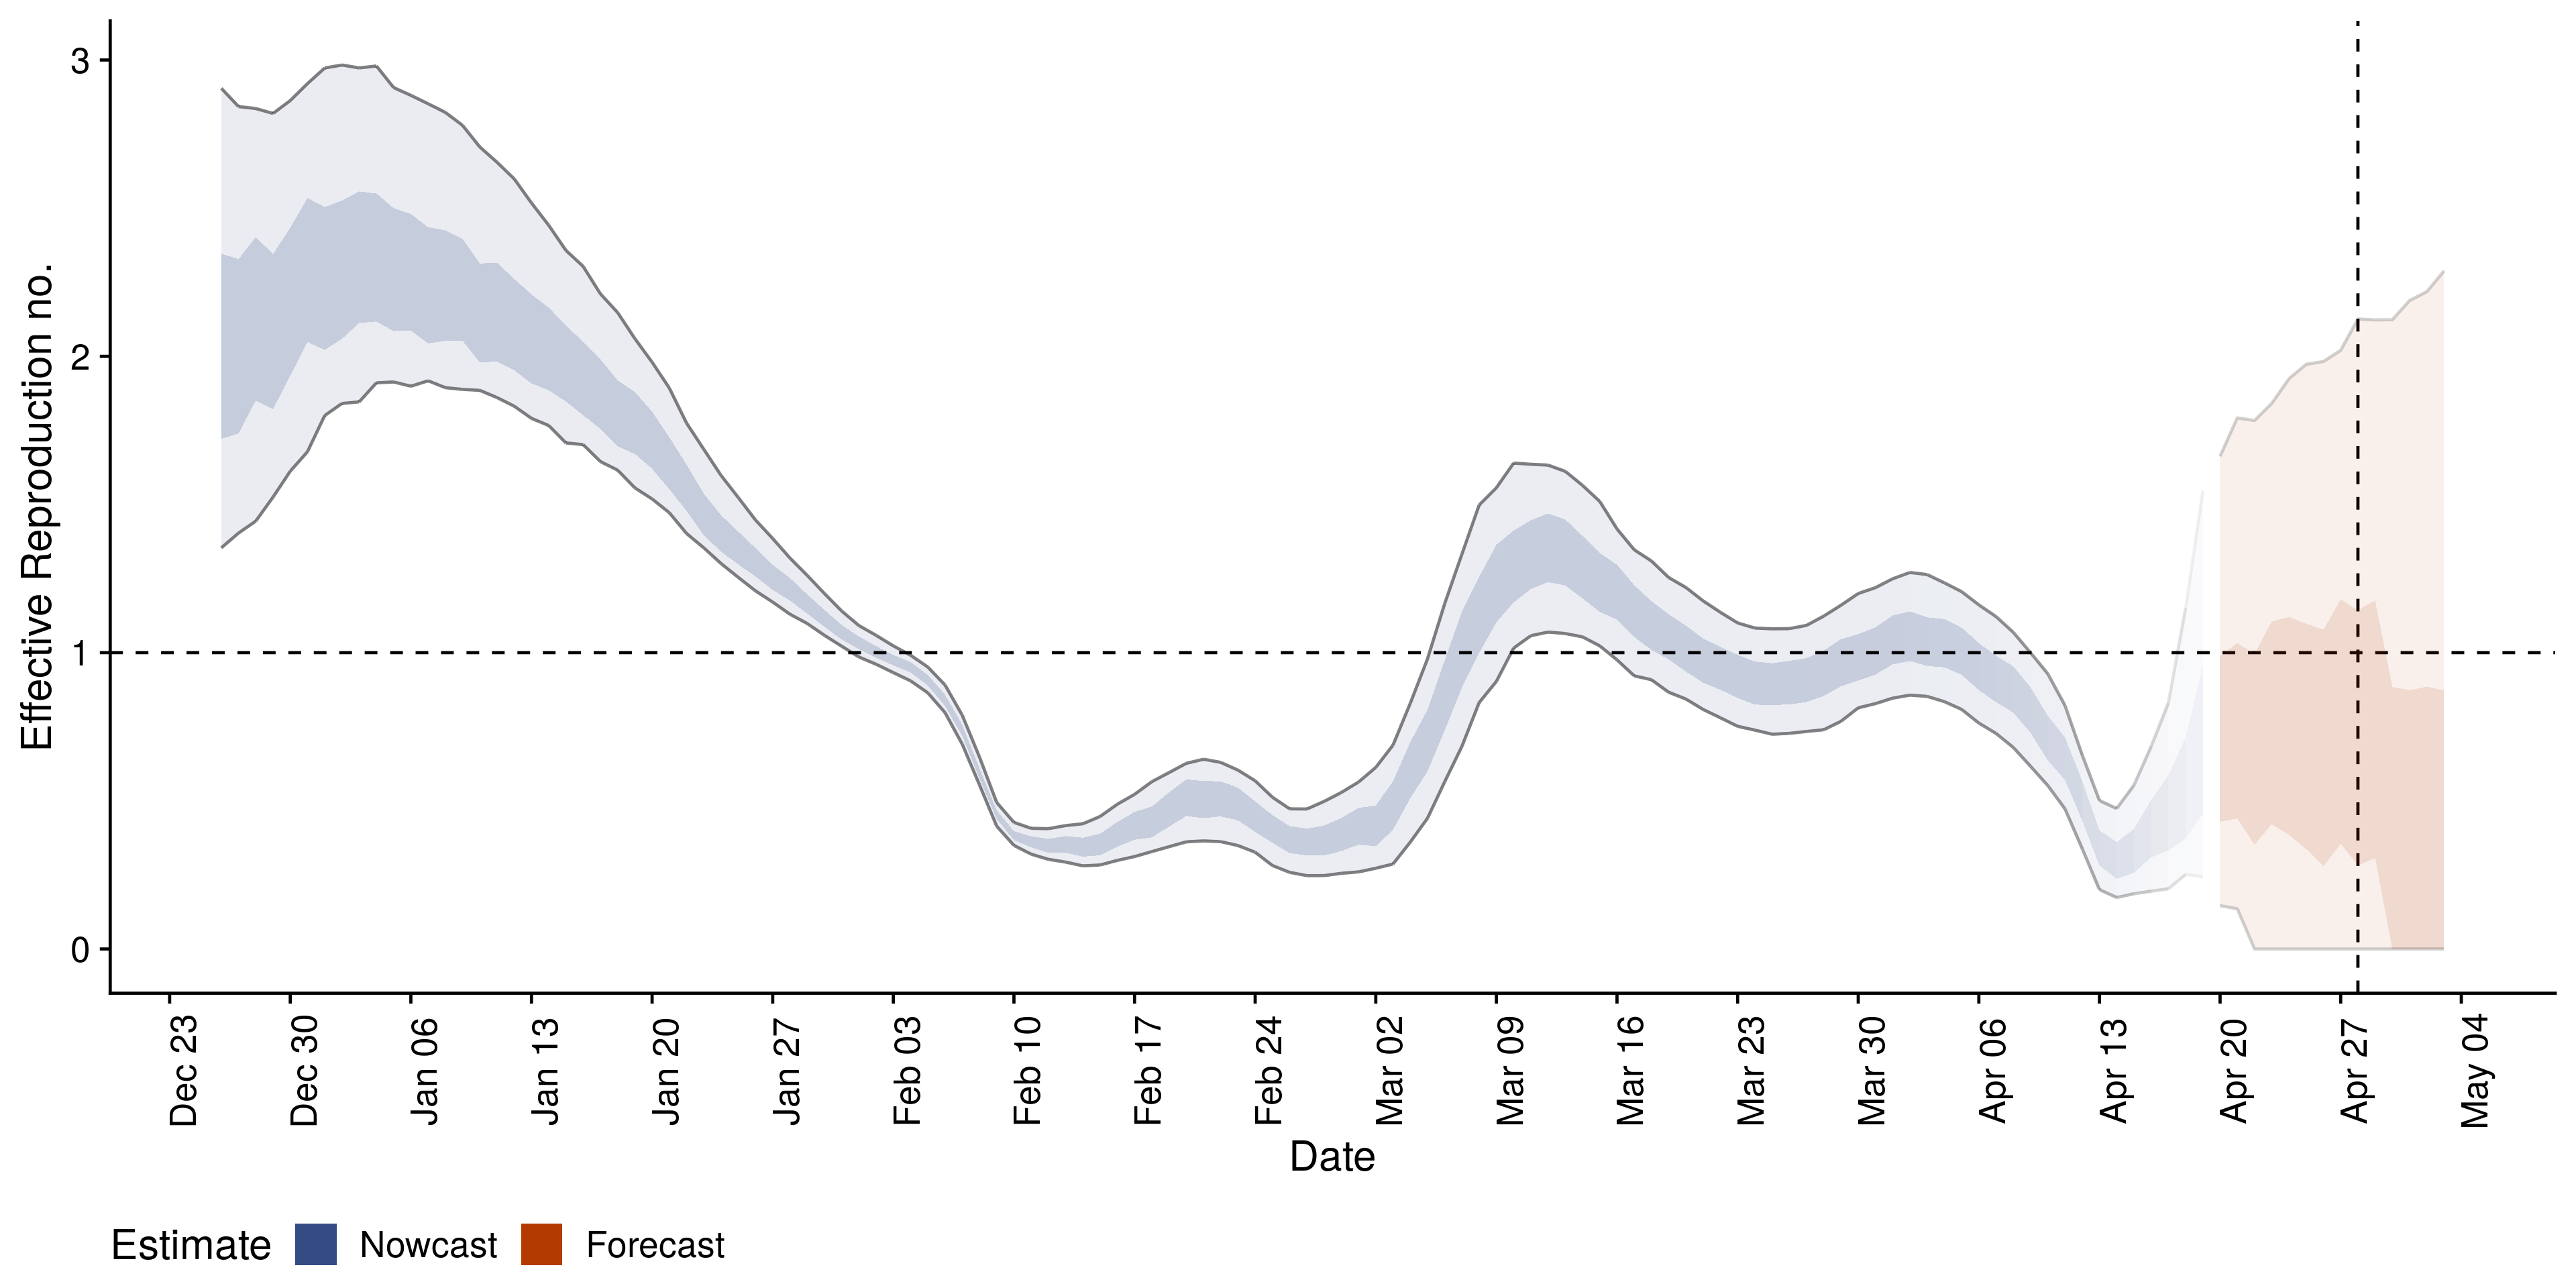 Effective Reproduction no.
3
2
1
0
Dec 23
Dec 30
Jan 06
Jan 13
Jan 20
Jan 27
Feb 03
Feb 10
Feb 17
Feb 24
Mar 02
Mar 09
Mar 16
Mar 23
Mar 30
Apr 06
Apr 13
Apr 20
Apr 27
May 04
Date
Estimate Nowcast Forecast